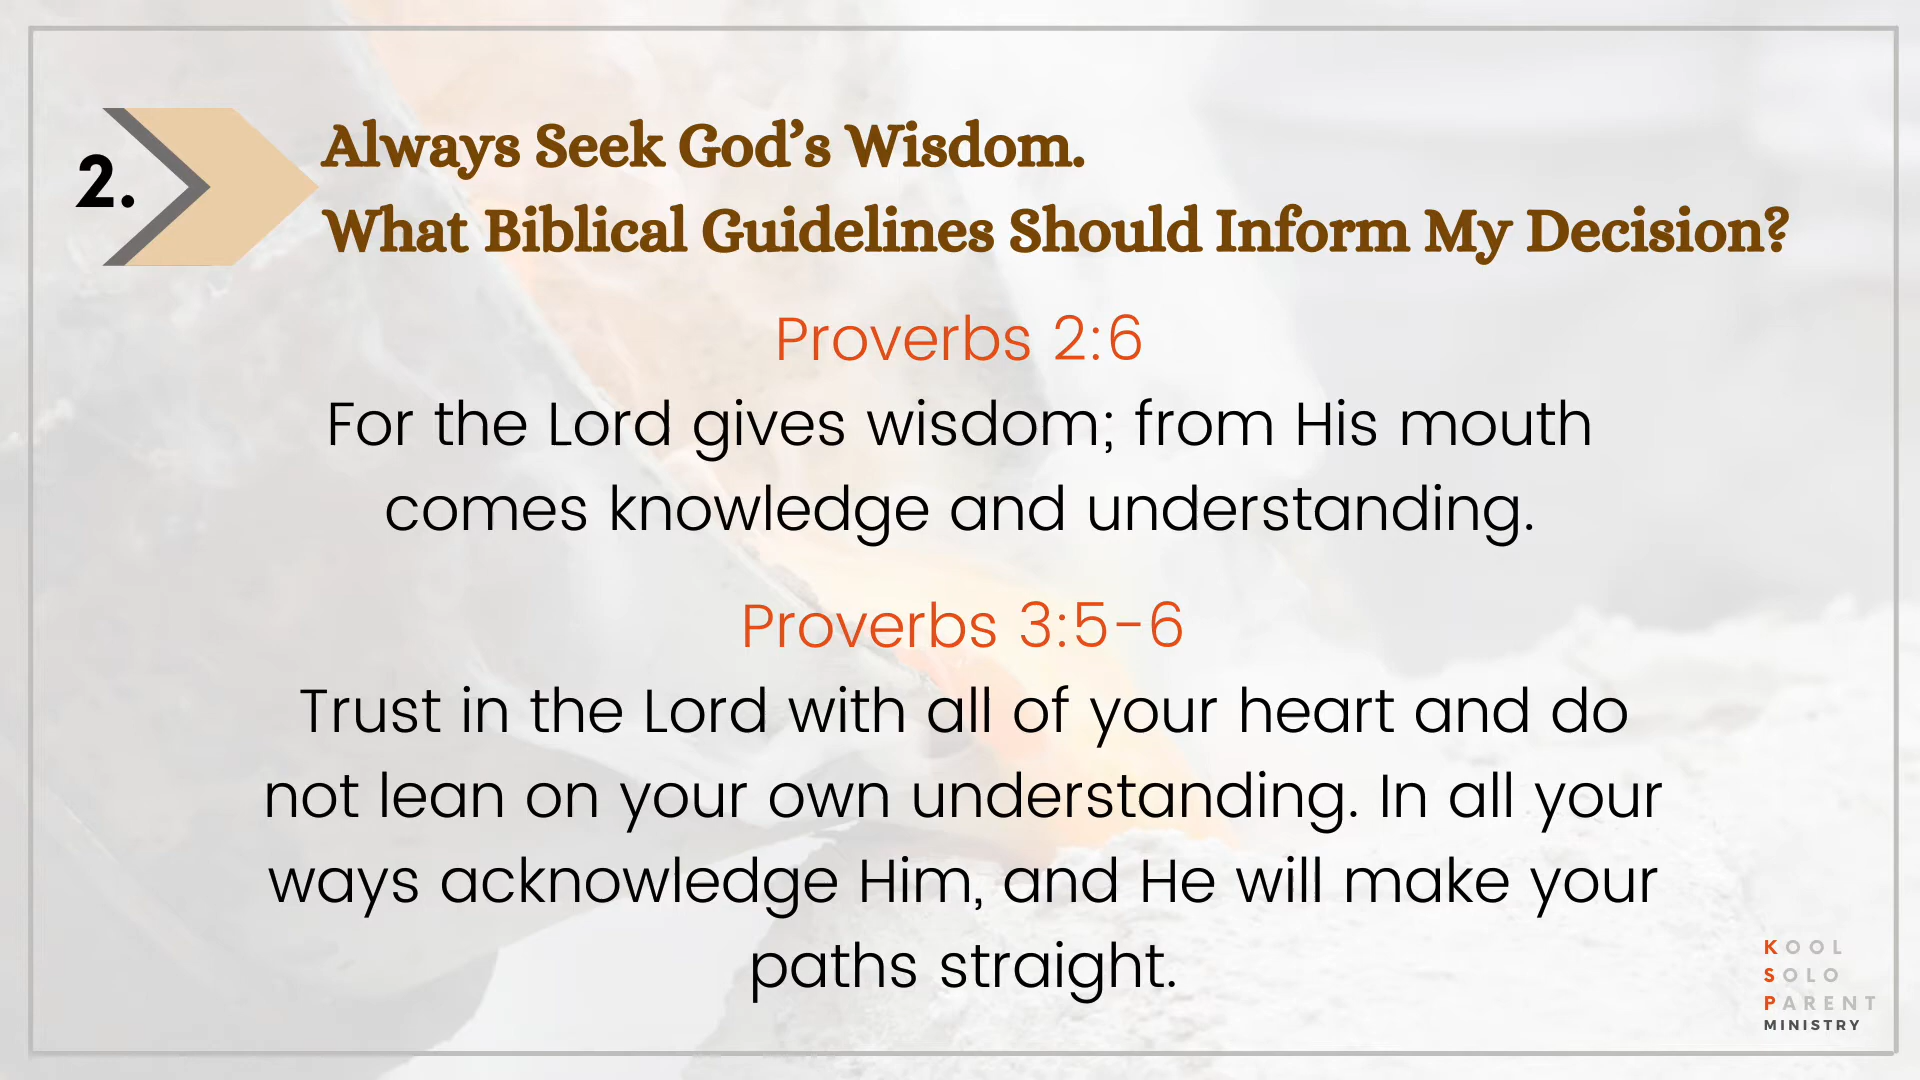 2.
Always Seek God’s Wisdom.
What Biblical Guidelines Should Inform My Decision?
Proverbs 2:6
For the Lord gives wisdom; from His mouth
comes knowledge and understanding.
Proverbs 3:5-6
Trust in the Lord with all of your heart and do
not lean on your own understanding. In all your
ways acknowledge Him, and He will make your
paths straight.
KOOL
SOLO
PARENT
MINISTRY